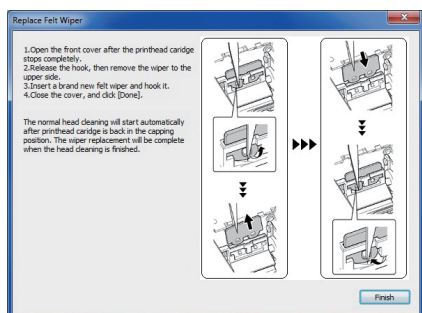 Replace Felt Wiper
1.Open the front cover after the printhead caridge
stops completely.
2.Release the hook, then remove the wiper to the
upper side.
3.Insert a brand new felt wiper and hook it.
4.Close the cover, and click [Done].
The normal head cleaning will start automatically
after printhead caridge is back in the capping
position. The wiper replacement will be complete
when the head cleaning is finished.
Finish